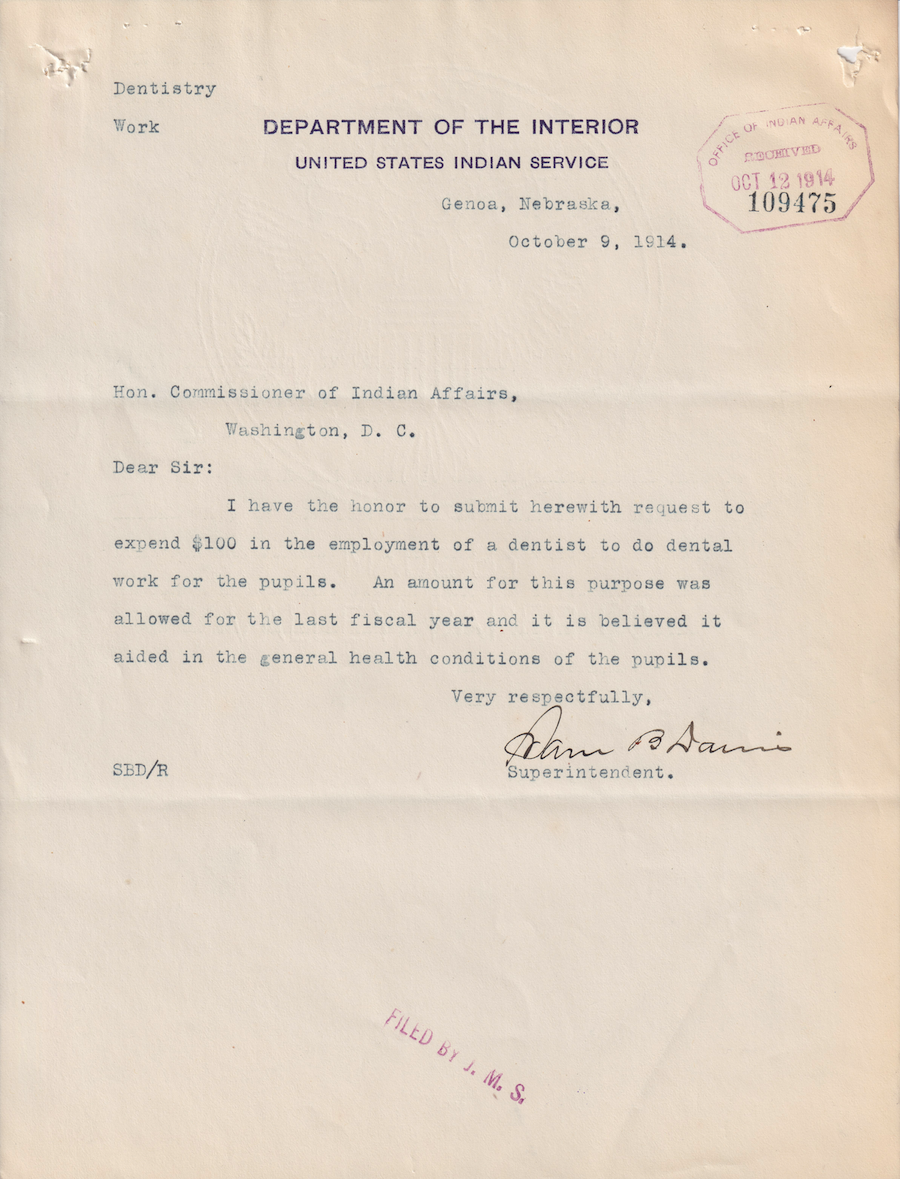 Dentistry
Work
DEPARTMENT OF THE INTERIOR
UNITED STATES INDIAN SERVICE
OFFICE OF INDIAN AFFAIRS
RECEIVED
OCT 12 1914
109475
Genoa, Nebraska,
October 9, 1914.
Hon. Commissioner of Indian Affairs,
Washington, D. C.
Dear Sir:
I have the honor to submit herewith request to
expend $100 in the employment of a dentist to do dental
work for the pupils. An amount for this purpose was
allowed for the last fiscal year and it is believed it
aided in the general health conditions of the pupils.
Very respectfully,
Sam B Davis
SBD/R
Superintendent.
FILED BY J. M. S.